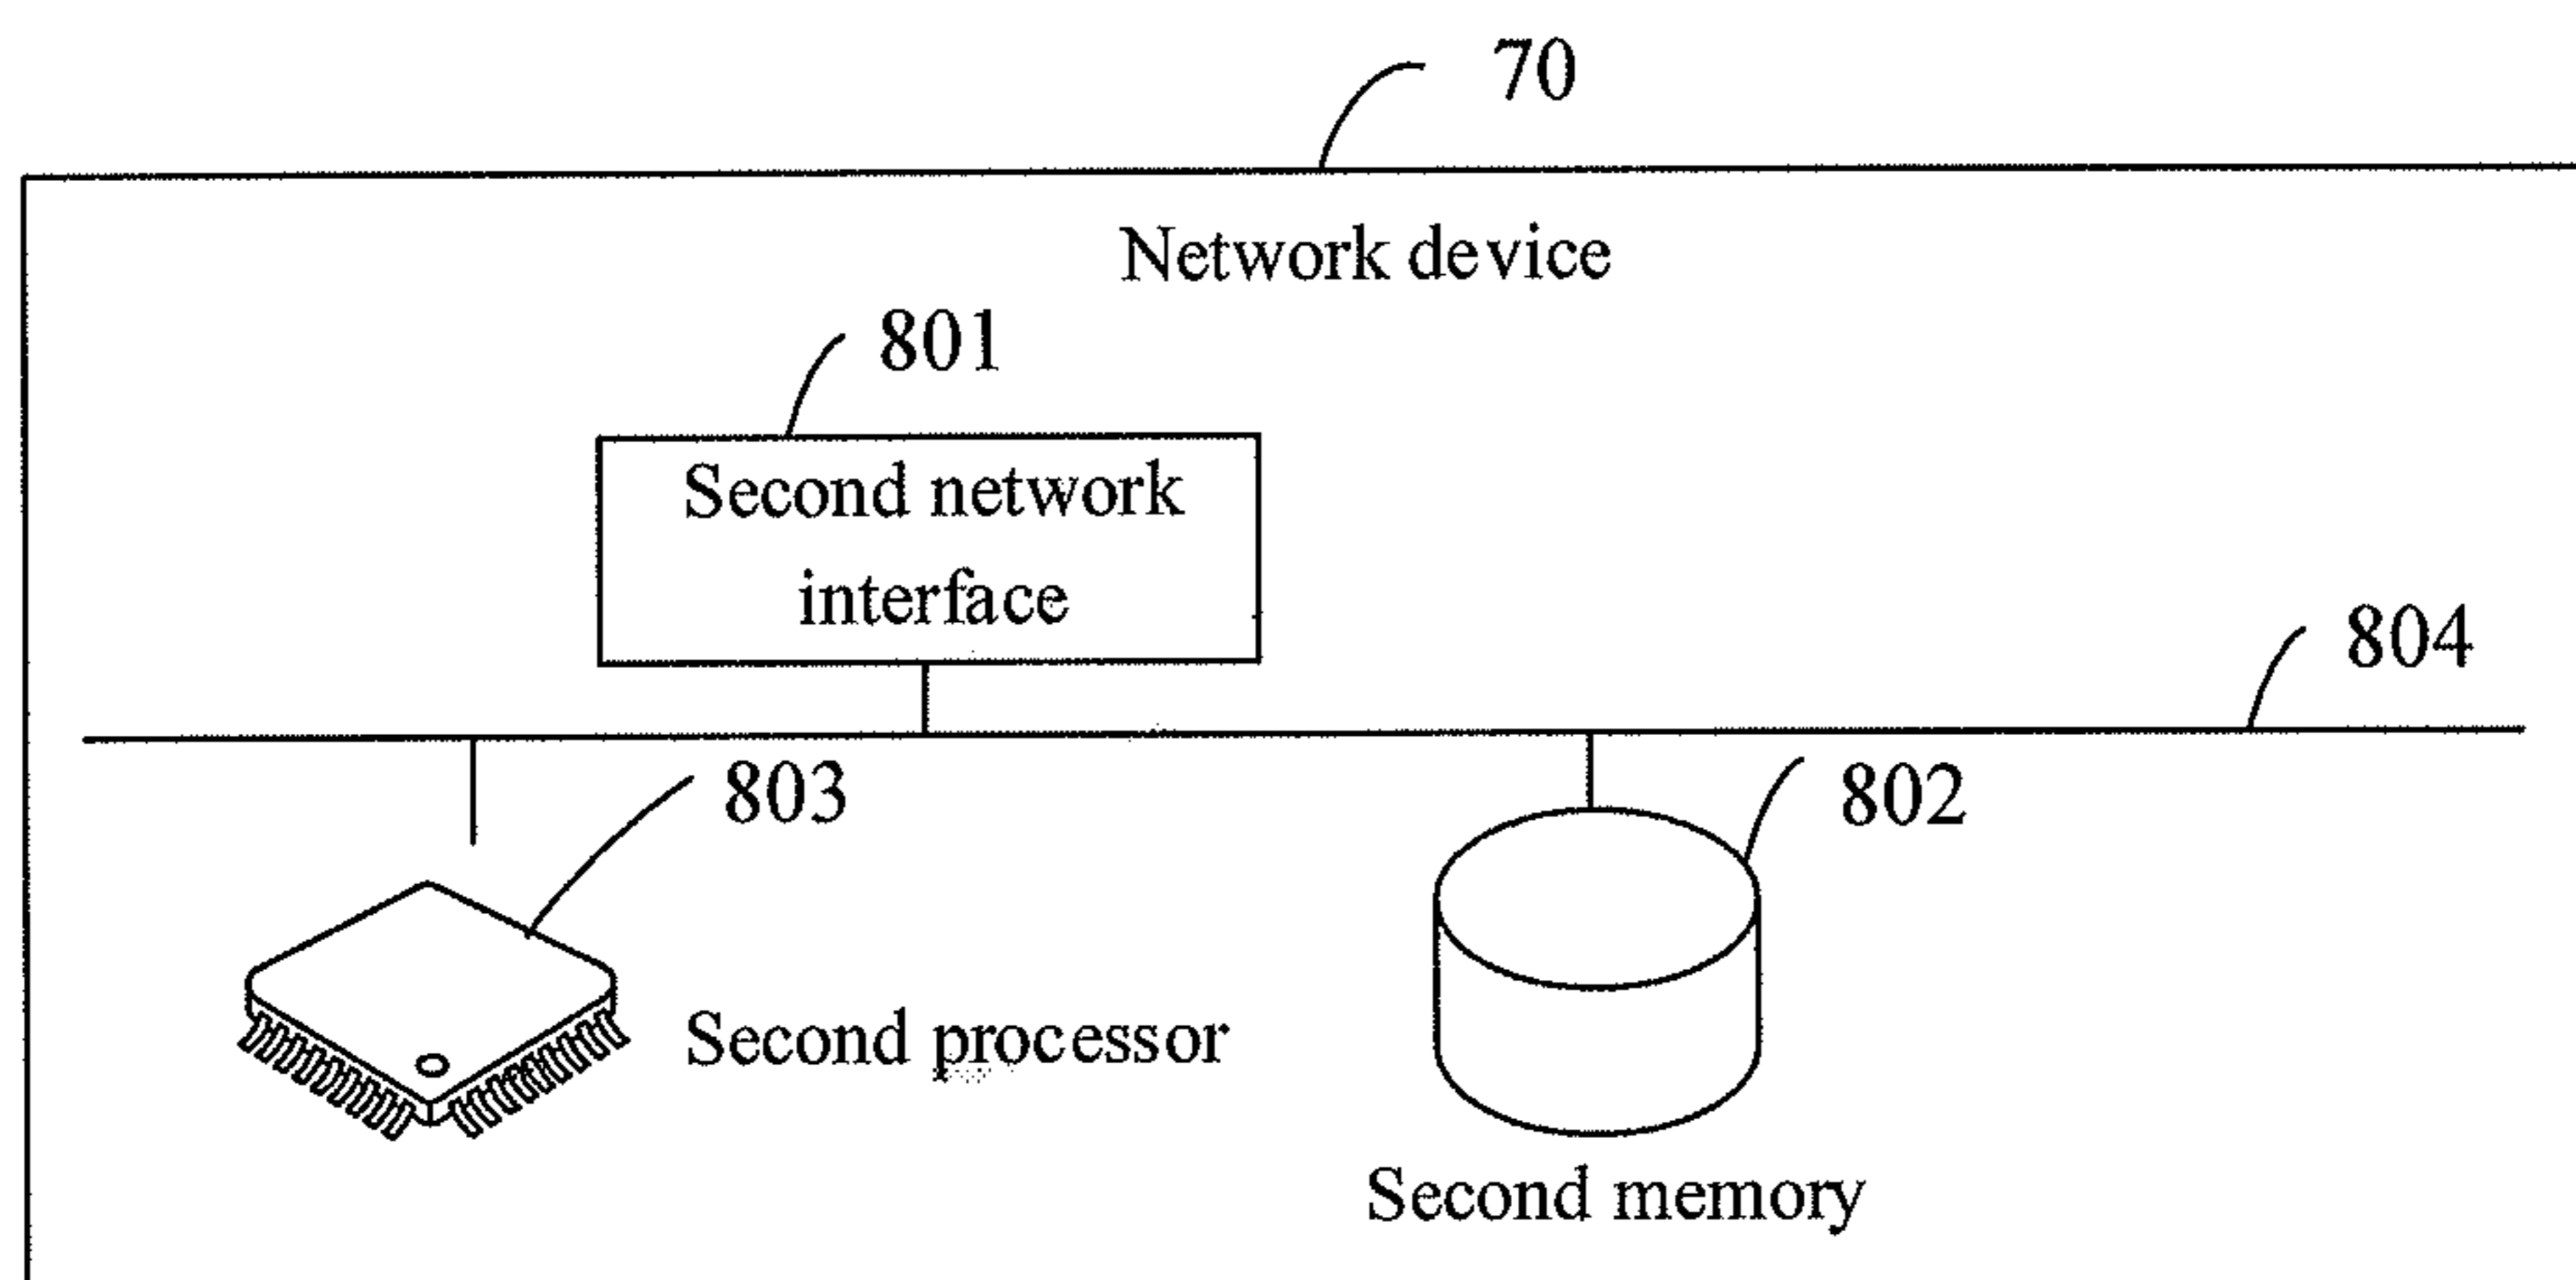 70
Network device
801
Second network
interface
804
803
802
Second processor
Second memory